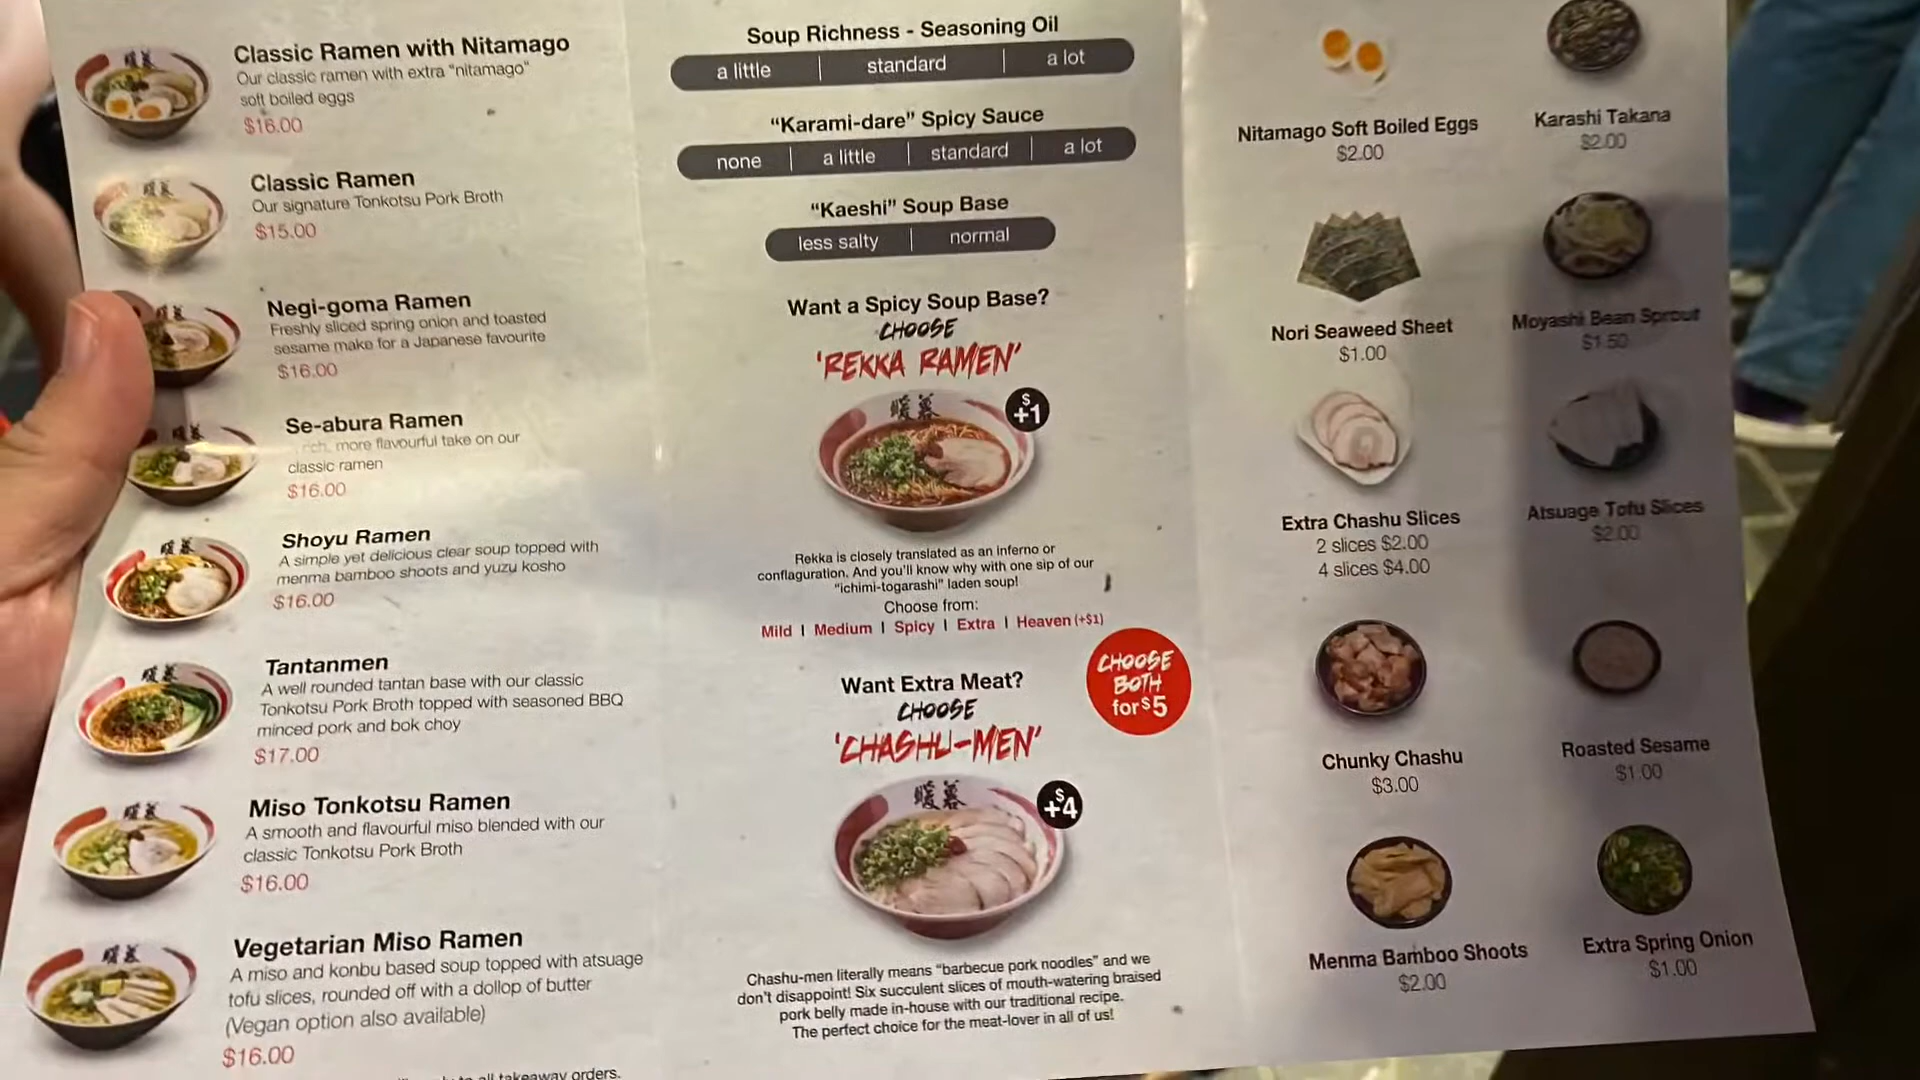 Classic Ramen with Nitamago
Our classic ramen with extra "nitamago"
soft boiled eggs
$16.00
Classic Ramen
Our signature Tonkotsu Pork Broth
$15.00
Negi-goma Ramen
Freshly sliced spring onion and toasted
sesame make for a Japanese favourite
$16.00
Se-abura Ramen
more flavourful take on our
classic ramen
$16.00
Shoyu Ramen
A simple yet delicious clear soup topped with
menma bamboo shoots and yuzu kosho
$16.00
Tantanmen
A well rounded tantan base with our classic
Tonkotsu Pork Broth topped with seasoned BBQ
minced pork and bok choy
$17.00
Miso Tonkotsu Ramen
A smooth and flavourful miso blended with our
classic Tonkotsu Pork Broth
$16.00
Vegetarian Miso Ramen
A miso and konbu based soup topped with atsuage
tofu slices, rounded off with a dollop of butter
(Vegan option also available)
$16.00
all takeaway orders.
Soup Richness - Seasoning Oil
a little | standard | a lot
"Karami-dare" Spicy Sauce
none | a little | standard | a lot
"Kaeshi" Soup Base
less salty | normal
Want a Spicy Soup Base?
CHOOSE
'REKKA RAMEN'
暖暮
$+1
Rekka is closely translated as an inferno or
conflaguration. And you'll know why with one sip of our
"ichimi-togarashi" laden soup!
Choose from:
Mild | Medium | Spicy | Extra | Heaven (+$1)
CHOOSE
BOTH
for $5
Want Extra Meat?
CHOOSE
'CHASHU-MEN'
暖暮
$+4
Chashu-men literally means "barbecue pork noodles" and we
don't disappoint! Six succulent slices of mouth-watering braised
pork belly made in-house with our traditional recipe.
The perfect choice for the meat-lover in all of us!
Nitamago Soft Boiled Eggs
$2.00
Karashi Takana
$2.00
Nori Seaweed Sheet
$1.00
Moyashi Bean Sprout
$1.50
Extra Chashu Slices
2 slices $2.00
4 slices $4.00
Atsuage Tofu Slices
$2.00
Chunky Chashu
$3.00
Roasted Sesame
$1.00
Menma Bamboo Shoots
$2.00
Extra Spring Onion
$1.00